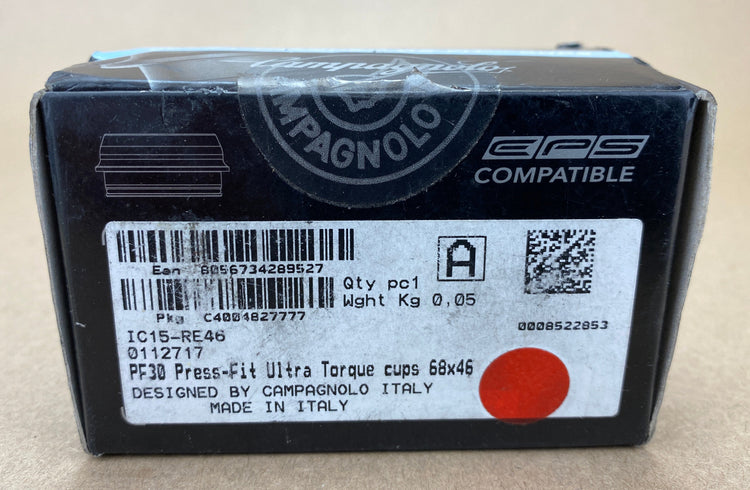 Campagnolo
CAMPAGNOLO
EPS
COMPATIBLE
Ean 8056734289527
A
Qty pc1
Wght Kg 0,05
Pkg C4004827777
0008522853
IC15-RE46
0112717
PF30 Press-Fit Ultra Torque cups 68x46
DESIGNED BY CAMPAGNOLO ITALY
MADE IN ITALY